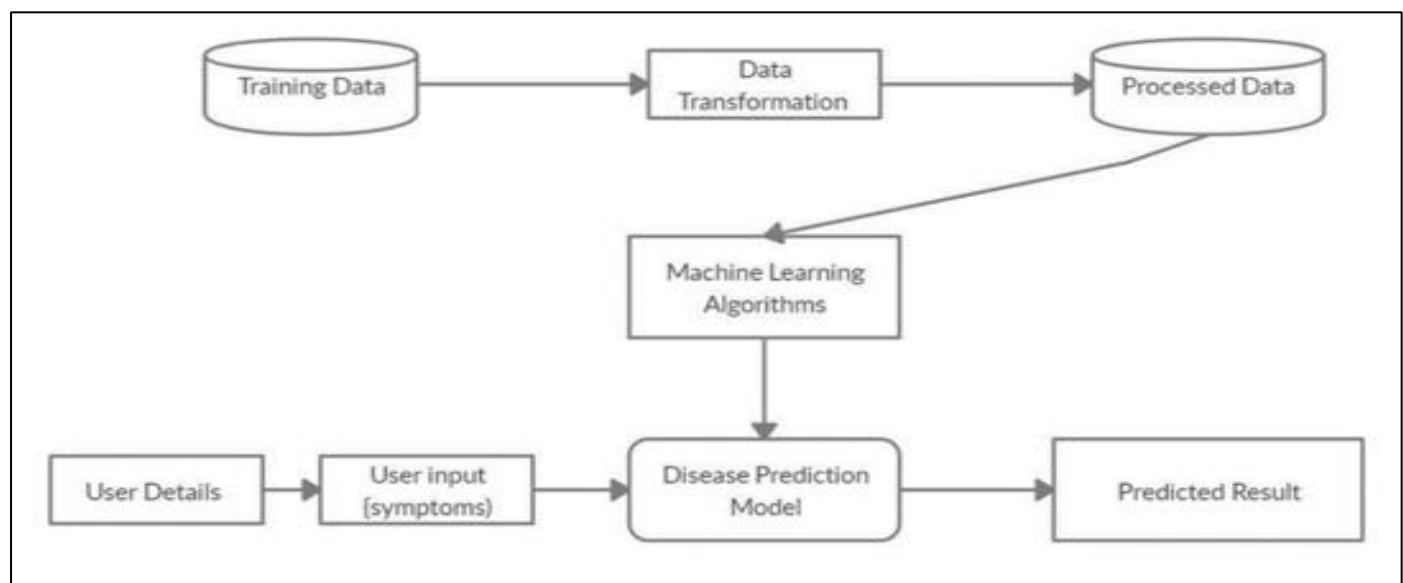 Training Data
Data
Transformation
Processed Data
Machine Learning
Algorithms
User Details
User input
(symptoms)
Disease Prediction
Model
Predicted Result